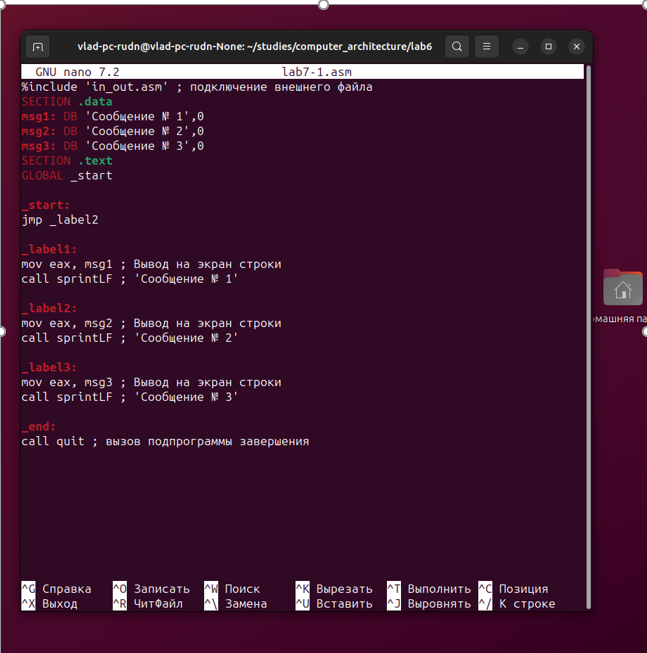 vlad-pc-rudn@vlad-pc-rudn-None: ~/studies/computer_architecture/lab6
GNU nano 7.2 lab7-1.asm
%include 'in_out.asm' ; подключение внешнего файла
SECTION .data
msg1: DB 'Сообщение № 1',0
msg2: DB 'Сообщение № 2',0
msg3: DB 'Сообщение № 3',0
SECTION .text
GLOBAL _start
_start:
jmp _label2
_label1:
mov eax, msg1 ; Вывод на экран строки
call sprintLF ; 'Сообщение № 1'
_label2:
mov eax, msg2 ; Вывод на экран строки
call sprintLF ; 'Сообщение № 2'
_label3:
mov eax, msg3 ; Вывод на экран строки
call sprintLF ; 'Сообщение № 3'
_end:
call quit ; вызов подпрограммы завершения
^G Справка ^O Записать ^W Поиск ^K Вырезать ^T Выполнить ^C Позиция
^X Выход ^R ЧитФайл ^\ Замена ^U Вставить ^J Выровнять ^/ К строке